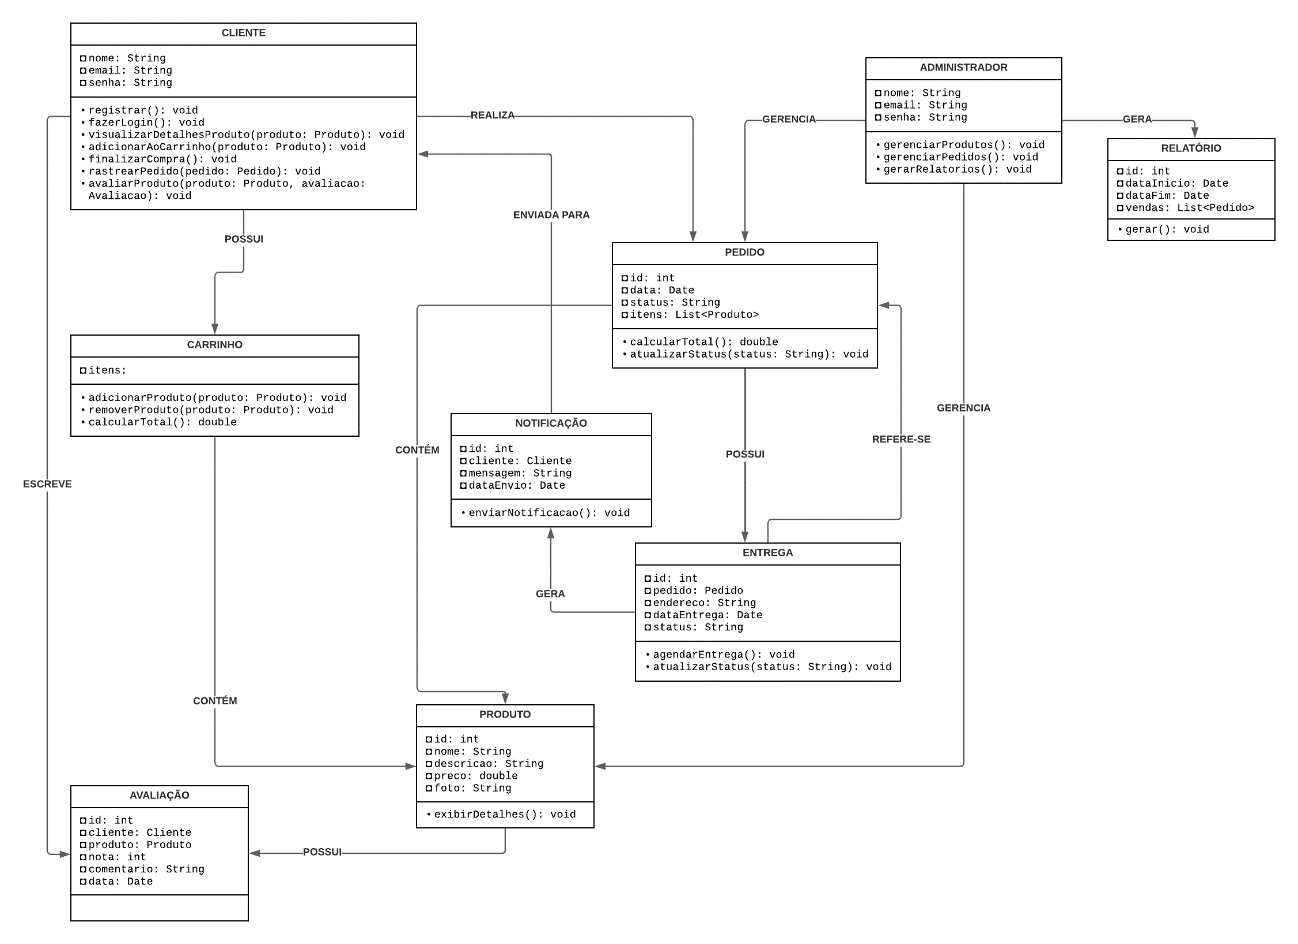 CLIENTE
nome: String
email: String
senha: String
registrar(): void
fazerLogin(): void
visualizarDetalhesProduto(produto: Produto): void
adicionarAoCarrinho(produto: Produto): void
finalizarCompra(): void
rastrearPedido(pedido: Pedido): void
avaliarProduto(produto: Produto, avaliacao:
Avaliacao): void
REALIZA
GERENCIA
ADMINISTRADOR
nome: String
email: String
senha: String
gerenciarProdutos(): void
gerenciarPedidos(): void
gerarRelatorios(): void
GERA
RELATÓRIO
id: int
dataInicio: Date
dataFim: Date
vendas: List<Pedido>
gerar(): void
POSSUI
ENVIADA PARA
PEDIDO
id: int
data: Date
status: String
itens: List<Produto>
calcularTotal(): double
atualizarStatus(status: String): void
CARRINHO
itens:
adicionarProduto(produto: Produto): void
removerProduto(produto: Produto): void
calcularTotal(): double
GERENCIA
NOTIFICAÇÃO
id: int
cliente: Cliente
mensagem: String
dataEnvio: Date
enviarNotificacao(): void
CONTÉM
POSSUI
REFERE-SE
ESCREVE
ENTREGA
id: int
pedido: Pedido
endereco: String
dataEntrega: Date
status: String
agendarEntrega(): void
atualizarStatus(status: String): void
GERA
CONTÉM
PRODUTO
id: int
nome: String
descricao: String
preco: double
foto: String
exibirDetalhes(): void
AVALIAÇÃO
id: int
cliente: Cliente
produto: Produto
nota: int
comentario: String
data: Date
POSSUI